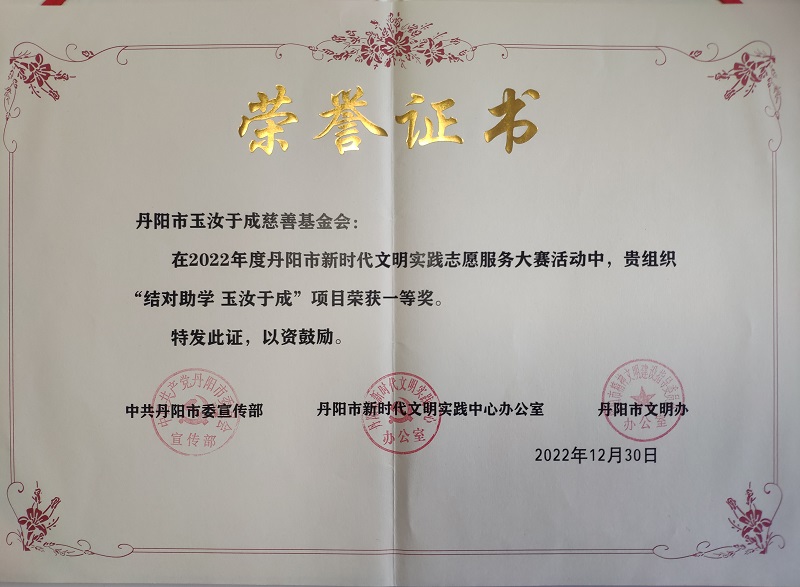 荣誉证书
丹阳市玉汝于成慈善基金会：
在2022年度丹阳市新时代文明实践志愿服务大赛活动中，贵组织
“结对助学 玉汝于成”项目荣获一等奖。
特发此证，以资鼓励。
中共丹阳市委宣传部 丹阳市新时代文明实践中心办公室 丹阳市文明办
宣传部 办公室 办公室
2022年12月30日